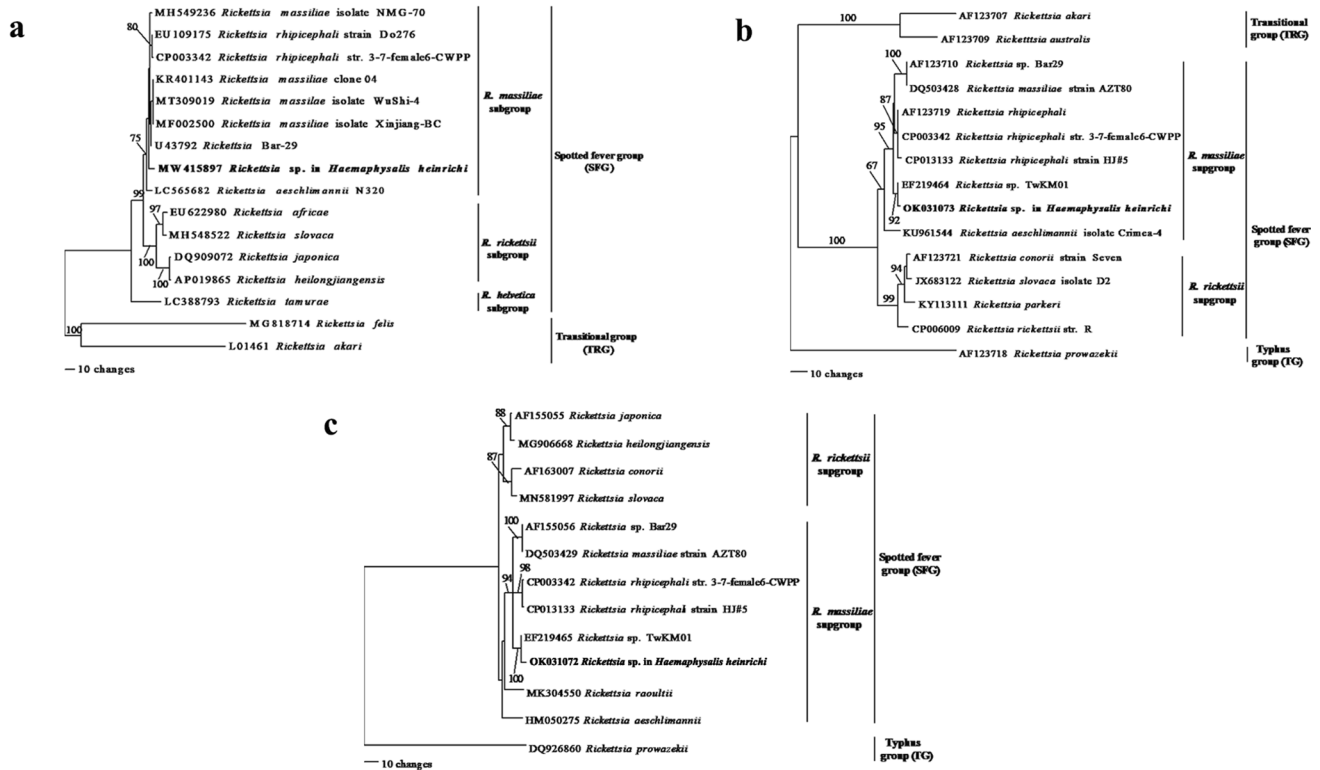 a
MH549236 Rickettsia massiliae isolate NMG-70
80
EU109175 Rickettsia rhipicephali strain Do276
CP003342 Rickettsia rhipicephali str. 3-7-female6-CWPP
KR401143 Rickettsia massiliae clone 04
MT309019 Rickettsia massilae isolate WuShi-4
MF002500 Rickettsia massilae isolate Xinjiang-BC
75
U43792 Rickettsia Bar-29
MW415897 Rickettsia sp. in Haemaphysalis heinrichi
99
LC565682 Rickettsia aeschlimannii N320
97
EU622980 Rickettsia africae
MH548522 Rickettsia slovaca
100
DQ909072 Rickettsia japonica
100
AP019865 Rickettsia heilongjiangensis
LC388793 Rickettsia tamurae
100
MG818714 Rickettsia felis
L01461 Rickettsia akari
10 changes
R. massiliae
subgroup
R. rickettsii
subgroup
R. helvetica
subgroup
Spotted fever group
(SFG)
Transitional group
(TRG)
b
100
AF123707 Rickettsia akari
AF123709 Ricketttsia australis
100
AF123710 Rickettsia sp. Bar29
DQ503428 Rickettsia massiliae strain AZT80
87
AF123719 Rickettsia rhipicephali
95
CP003342 Rickettsia rhipicephali str. 3-7-female6-CWPP
CP013133 Rickettsia rhipicephali strain HJ#5
67
EF219464 Rickettsia sp. TwKM01
OK031073 Rickettsia sp. in Haemaphysalis heinrichi
92
KU961544 Rickettsia aeschlimannii isolate Crimea-4
100
AF123721 Rickettsia conorii strain Seven
94
JX683122 Rickettsia slovaca isolate D2
99
KY113111 Rickettsia parkeri
CP006009 Rickettsia rickettsii str. R
AF123718 Rickettsia prowazekii
10 changes
Transitional
group (TRG)
R. massiliae
supgroup
R. rickettsii
supgroup
Spotted fever
group (SFG)
Typhus
group (TG)
c
88
AF155055 Rickettsia japonica
MG906668 Rickettsia heilongjiangensis
87
AF163007 Rickettsia conorii
MN581997 Rickettsia slovaca
100
AF155056 Rickettsia sp. Bar29
DQ503429 Rickettsia massiliae strain AZT80
94
98
CP003342 Rickettsia rhipicephali str. 3-7-female6-CWPP
CP013133 Rickettsia rhipicephali strain HJ#5
EF219465 Rickettsia sp. TwKM01
OK031072 Rickettsia sp. in Haemaphysalis heinrichi
100
MK304550 Rickettsia raoultii
HM050275 Rickettsia aeschlimannii
DQ926860 Rickettsia prowazekii
10 changes
R. rickettsii
supgroup
R. massiliae
supgroup
Spotted fever
group (SFG)
Typhus
group (TG)